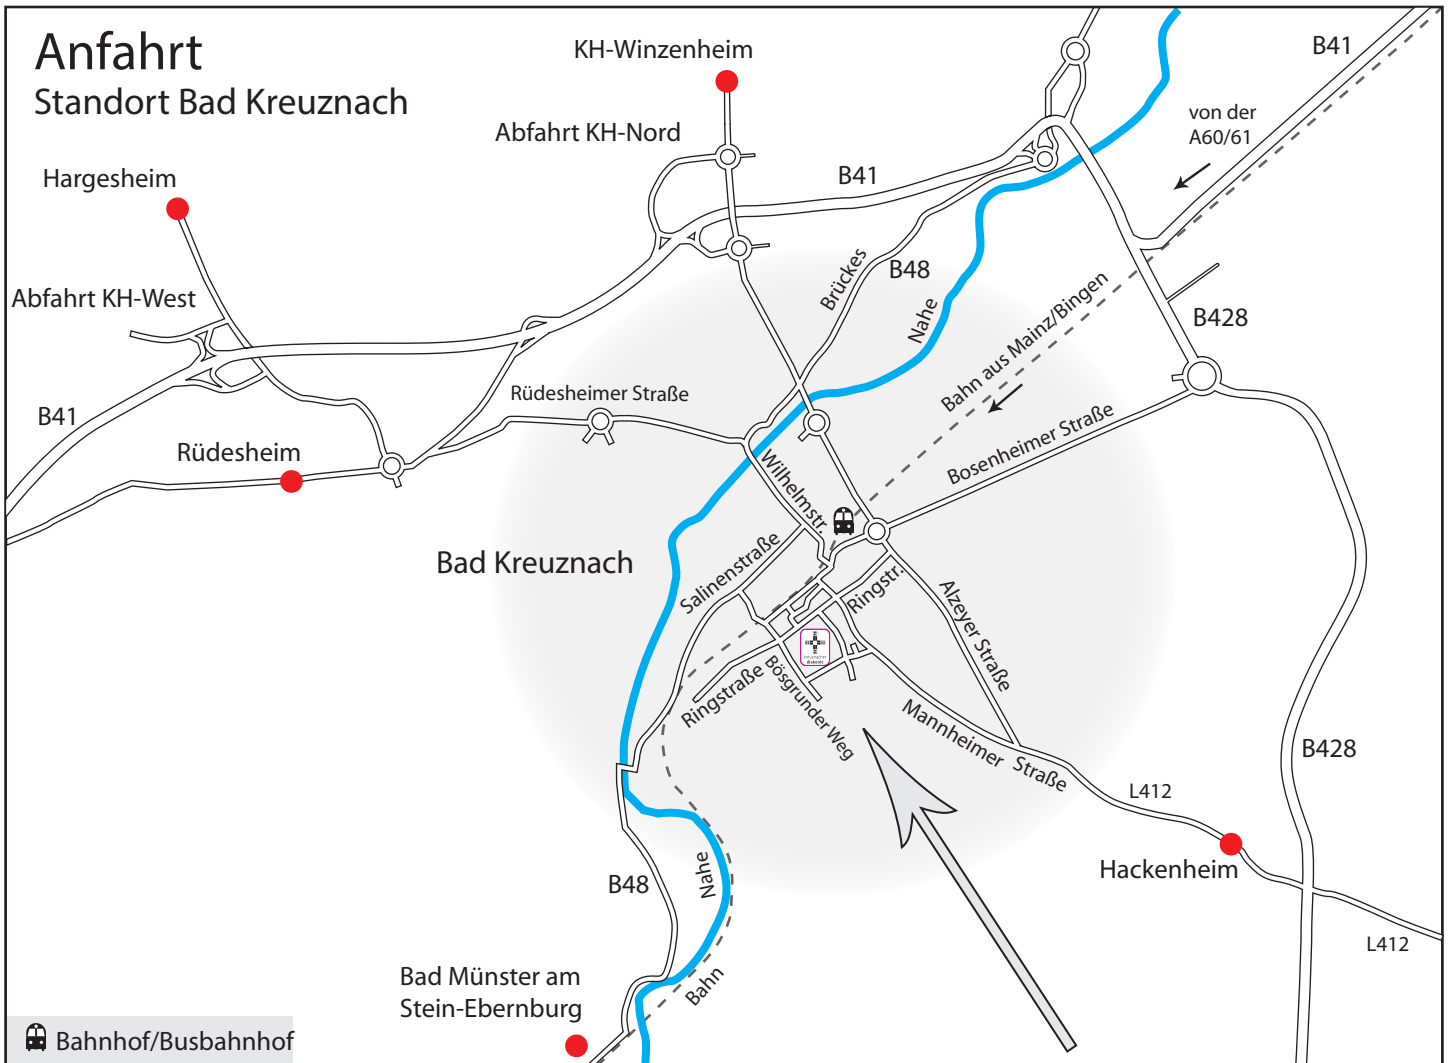 Anfahrt
Standort Bad Kreuznach
KH-Winzenheim
B41
von der
A60/61
Abfahrt KH-Nord
Hargesheim
B41
Brückes
B48
Nahe
Bahn aus Mainz/Bingen
B428
Abfahrt KH-West
B41
Rüdesheimer Straße
Rüdesheim
Bosenheimer Straße
Wilhelmstr.
Bad Kreuznach
Salinenstraße
Ringstr.
Alzeyer Straße
kreuznacher
diakonie
Ringstraße
Bösgrunder Weg
Mannheimer Straße
B428
L412
Hackenheim
B48
Nahe
L412
Bahn
Bad Münster am
Stein-Ebernburg
Bahnhof/Busbahnhof